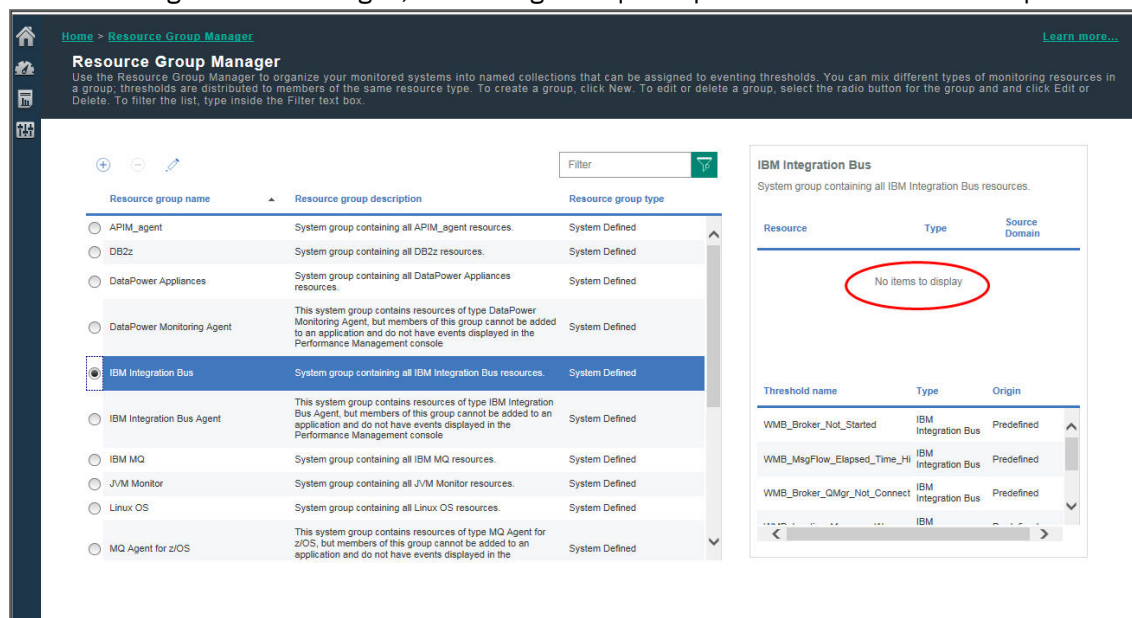 Home > Resource Group Manager
Learn more...
Resource Group Manager
Use the Resource Group Manager to organize your monitored systems into named collections that can be assigned to eventing thresholds. You can mix different types of monitoring resources in
a group; thresholds are distributed to members of the same resource type. To create a group, click New. To edit or delete a group, select the radio button for the group and and click Edit or
Delete. To filter the list, type inside the Filter text box.
Filter
Resource group name Resource group description Resource group type
APIM_agent System group containing all APIM_agent resources. System Defined
DB2z System group containing all DB2z resources. System Defined
DataPower Appliances System group containing all DataPower Appliances
resources. System Defined
DataPower Monitoring Agent This system group contains resources of type DataPower
Monitoring Agent, but members of this group cannot be added
to an application and do not have events displayed in the
Performance Management console System Defined
IBM Integration Bus System group containing all IBM Integration Bus resources. System Defined
IBM Integration Bus Agent This system group contains resources of type IBM Integration
Bus Agent, but members of this group cannot be added to an
application and do not have events displayed in the
Performance Management console System Defined
IBM MQ System group containing all IBM MQ resources. System Defined
JVM Monitor System group containing all JVM Monitor resources. System Defined
Linux OS System group containing all Linux OS resources. System Defined
MQ Agent for z/OS This system group contains resources of type MQ Agent for
z/OS, but members of this group cannot be added to an
application and do not have events displayed in the System Defined
IBM Integration Bus
System group containing all IBM Integration Bus resources.
Resource Type Source
Domain
No items to display
Threshold name Type Origin
WMB_Broker_Not_Started IBM
Integration Bus Predefined
WMB_MsgFlow_Elapsed_Time_Hi IBM
Integration Bus Predefined
WMB_Broker_QMgr_Not_Connect IBM
Integration Bus Predefined
IBM